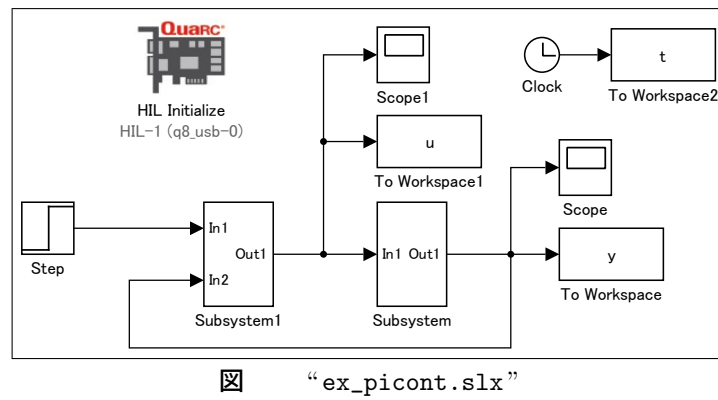 QUARC
HIL Initialize
HIL-1 (q8_usb-0)
Scope1
Clock
t
To Workspace2
u
To Workspace1
Scope
Step
In1
Out1
In2
Subsystem1
In1 Out1
Subsystem
y
To Workspace
図 “ex_picont.slx”